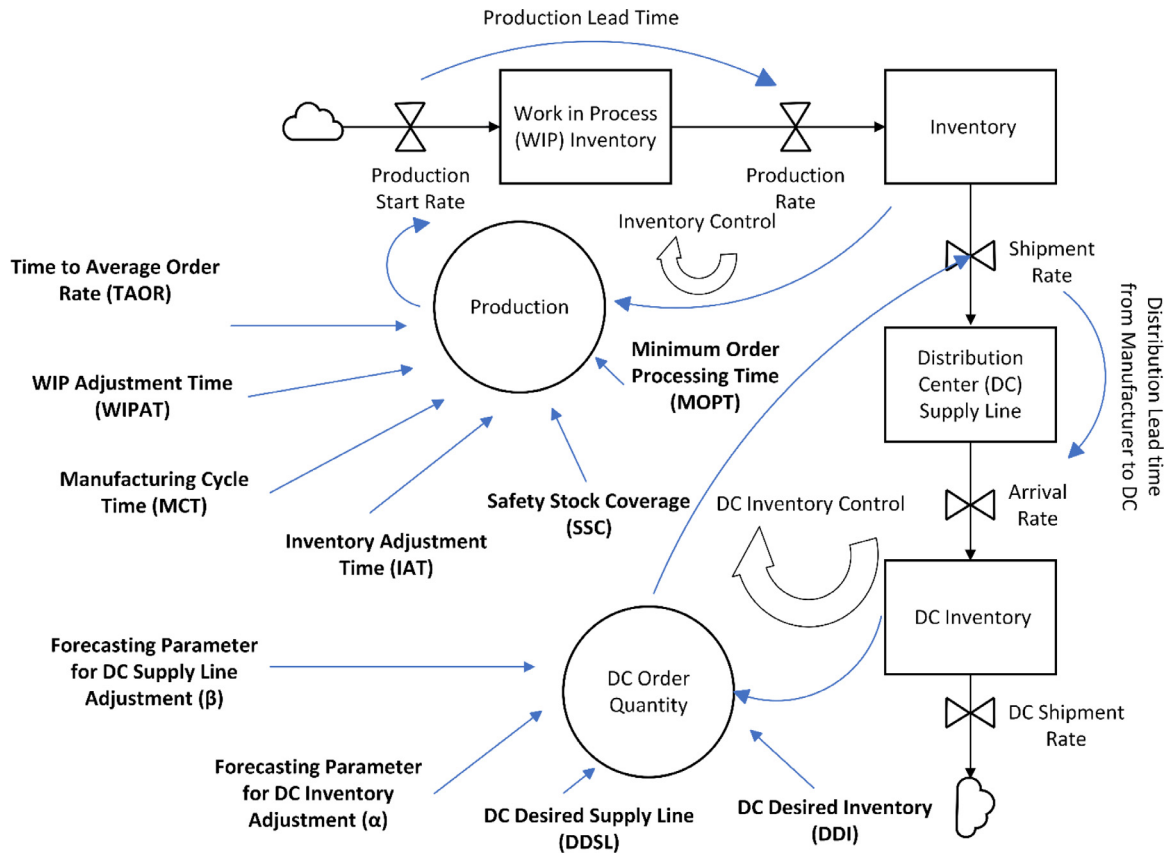 Production Lead Time
Work in Process
(WIP) Inventory
Inventory
Production
Start Rate
Production
Rate
Inventory Control
Shipment
Rate
Distribution Lead time
from Manufacturer to DC
Time to Average Order
Rate (TAOR)
Production
WIP Adjustment Time
(WIPAT)
Minimum Order
Processing Time
(MOPT)
Distribution
Center (DC)
Supply Line
Manufacturing Cycle
Time (MCT)
Inventory Adjustment
Time (IAT)
Safety Stock Coverage
(SSC)
DC Inventory Control
Arrival
Rate
DC Inventory
Forecasting Parameter
for DC Supply Line
Adjustment (β)
DC Order
Quantity
DC Shipment
Rate
Forecasting Parameter
for DC Inventory
Adjustment (α)
DC Desired Supply Line
(DDSL)
DC Desired Inventory
(DDI)